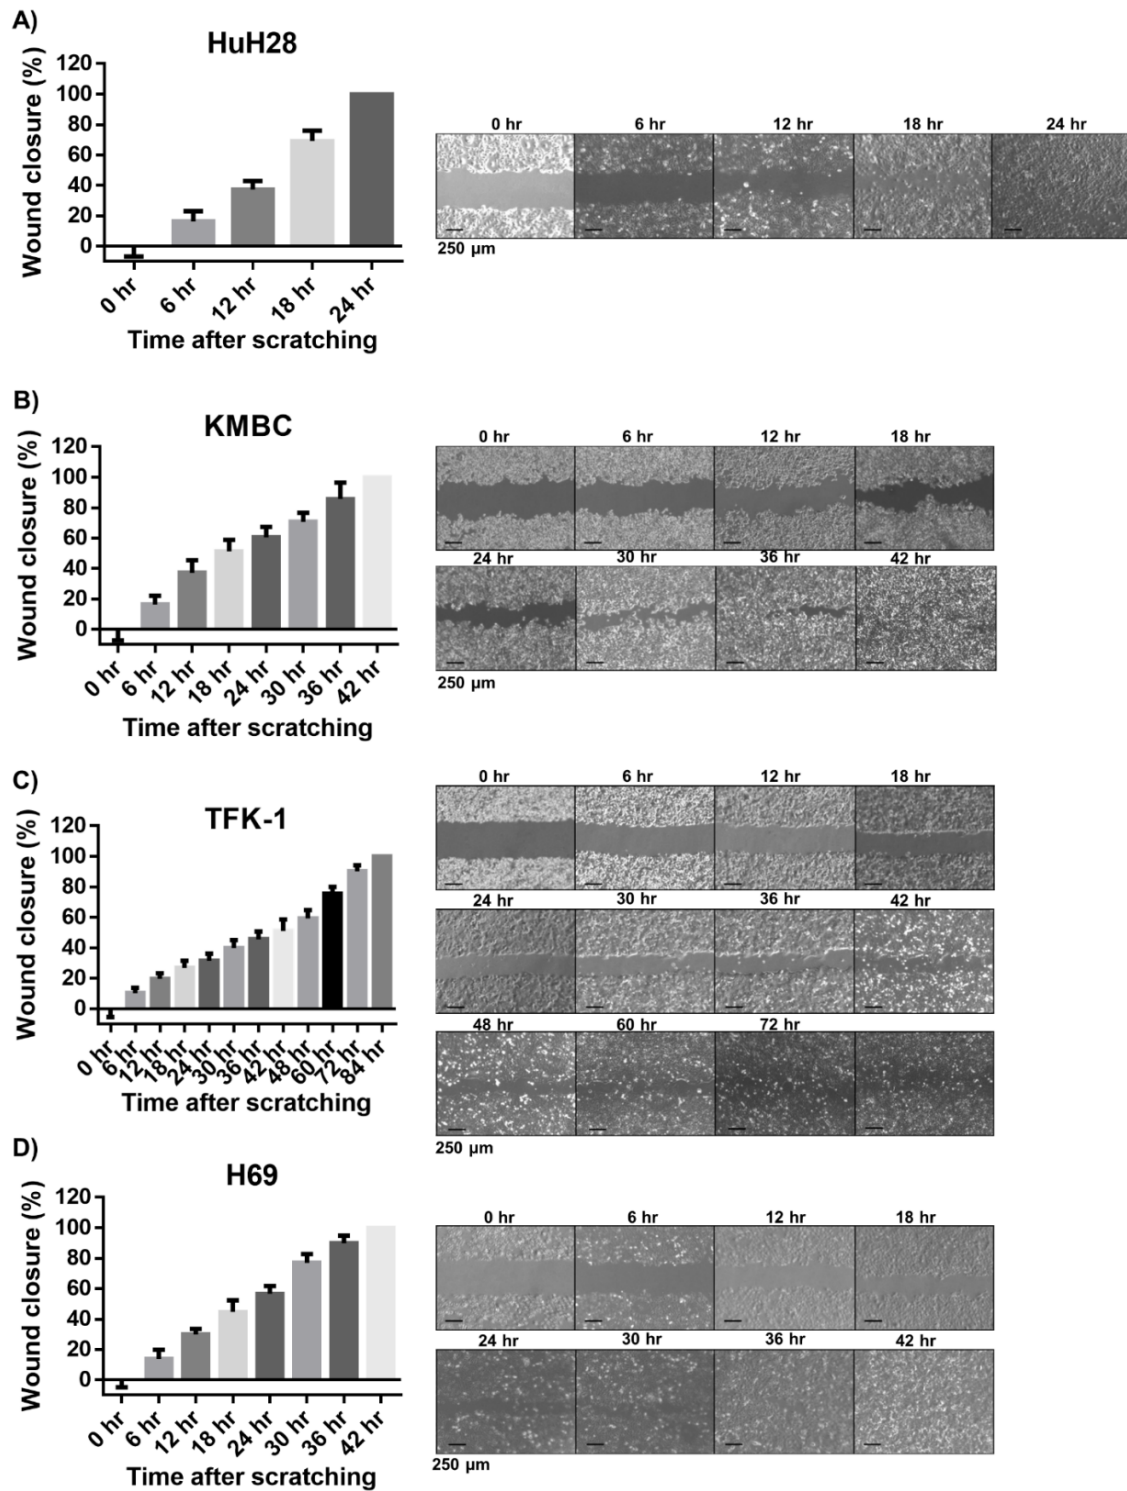 A)
HuH28
Wound closure (%)
120
100
80
60
40
20
0
0 hr 6 hr 12 hr 18 hr 24 hr
Time after scratching
0 hr 6 hr 12 hr 18 hr 24 hr
250 µm
B)
KMBC
Wound closure (%)
120
100
80
60
40
20
0
0 hr 6 hr 12 hr 18 hr 24 hr 30 hr 36 hr 42 hr
Time after scratching
0 hr 6 hr 12 hr 18 hr
24 hr 30 hr 36 hr 42 hr
250 µm
C)
TFK-1
Wound closure (%)
120
100
80
60
40
20
0
0 hr 6 hr 12 hr 18 hr 24 hr 30 hr 36 hr 42 hr 48 hr 60 hr 72 hr 84 hr
Time after scratching
0 hr 6 hr 12 hr 18 hr
24 hr 30 hr 36 hr 42 hr
48 hr 60 hr 72 hr
250 µm
D)
H69
Wound closure (%)
120
100
80
60
40
20
0
0 hr 6 hr 12 hr 18 hr 24 hr 30 hr 36 hr 42 hr
Time after scratching
0 hr 6 hr 12 hr 18 hr
24 hr 30 hr 36 hr 42 hr
250 µm